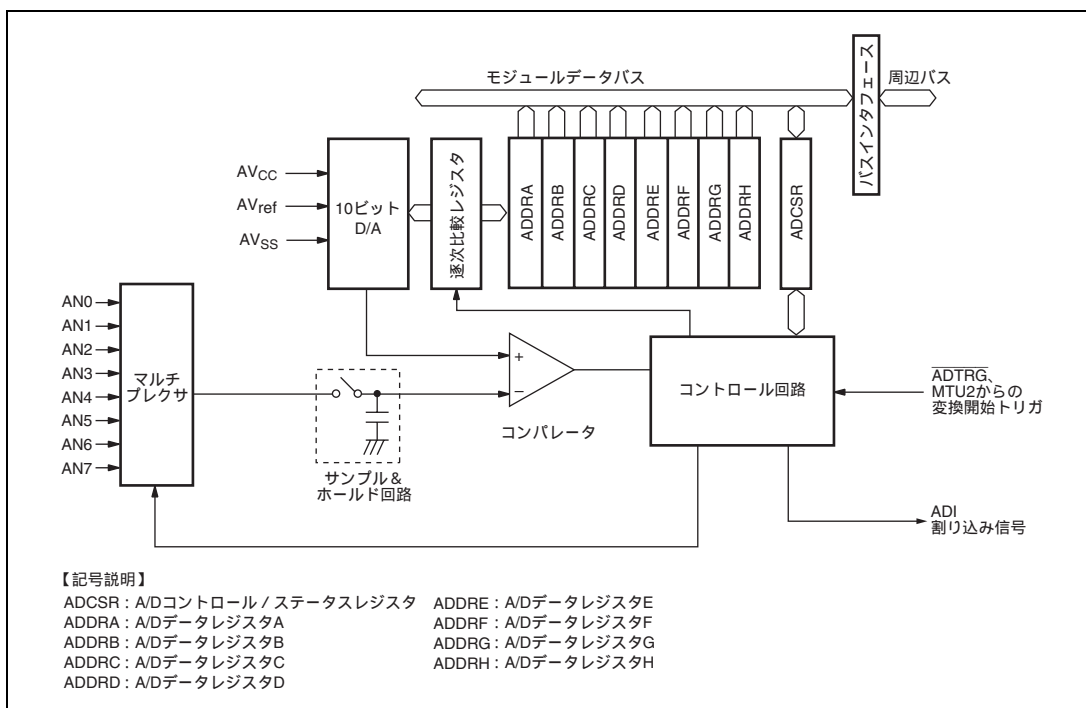 モジュールデータバス
バスインタフェース
周辺バス
AVCC
AVref
AVSS
10ビット
D/A
逐次比較レジスタ
ADDRA
ADDRB
ADDRC
ADDRD
ADDRE
ADDRF
ADDRG
ADDRH
ADCSR
AN0
AN1
AN2
AN3
AN4
AN5
AN6
AN7
マルチ
プレクサ
サンプル&
ホールド回路
+
−
コンパレータ
コントロール回路
ADTRG、
MTU2からの
変換開始トリガ
ADI
割り込み信号
【記号説明】
ADCSR : A/Dコントロール / ステータスレジスタ
ADDRA : A/DデータレジスタA
ADDRB : A/DデータレジスタB
ADDRC : A/DデータレジスタC
ADDRD : A/DデータレジスタD
ADDRE : A/DデータレジスタE
ADDRF : A/DデータレジスタF
ADDRG : A/DデータレジスタG
ADDRH : A/DデータレジスタH